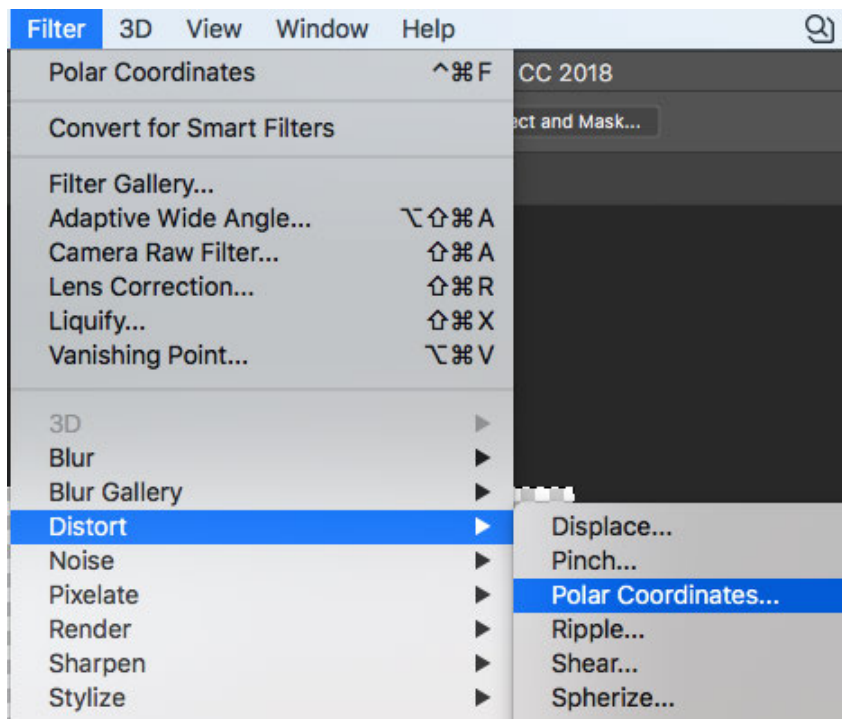 Filter 3D View Window Help
Polar Coordinates ^⌘F CC 2018
Convert for Smart Filters ect and Mask...
Filter Gallery...
Adaptive Wide Angle... ⌥⇧⌘A
Camera Raw Filter... ⇧⌘A
Lens Correction... ⇧⌘R
Liquify... ⇧⌘X
Vanishing Point... ⌥⌘V
3D
Blur
Blur Gallery
Distort
Noise
Pixelate
Render
Sharpen
Stylize
Displace...
Pinch...
Polar Coordinates...
Ripple...
Shear...
Spherize...